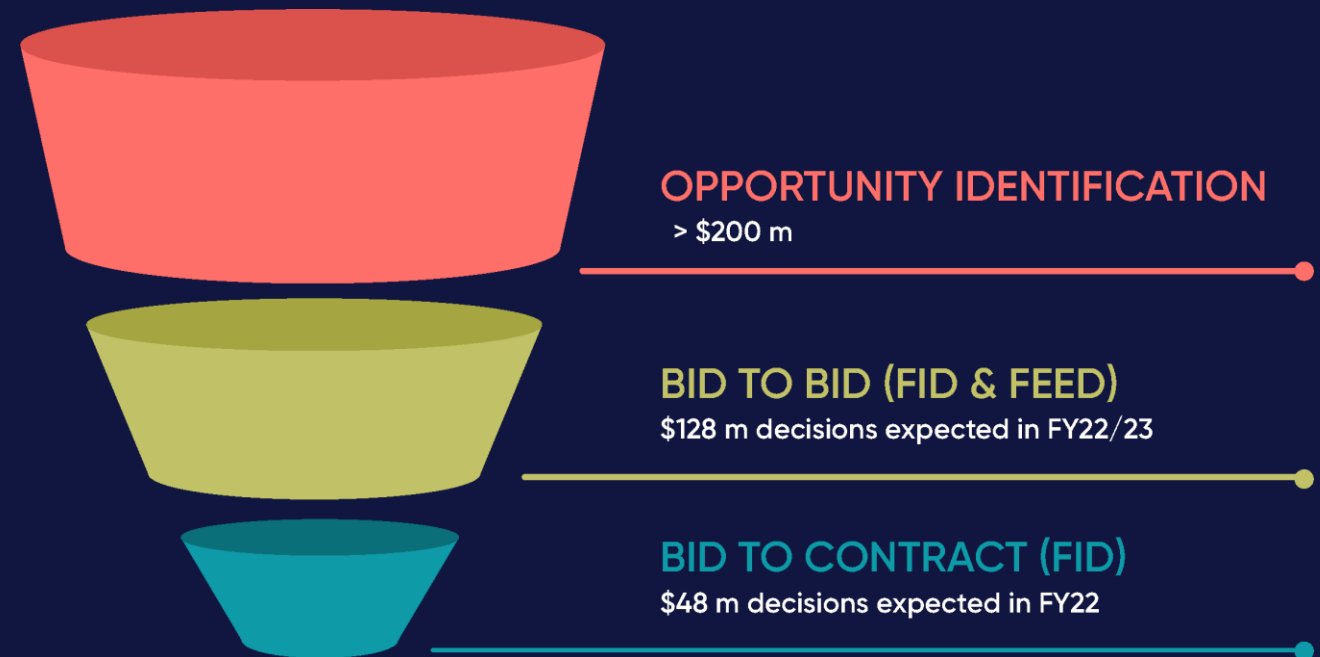 OPPORTUNITY IDENTIFICATION
> $200 m
BID TO BID (FID & FEED)
$128 m decisions expected in FY22/23
BID TO CONTRACT (FID)
$48 m decisions expected in FY22